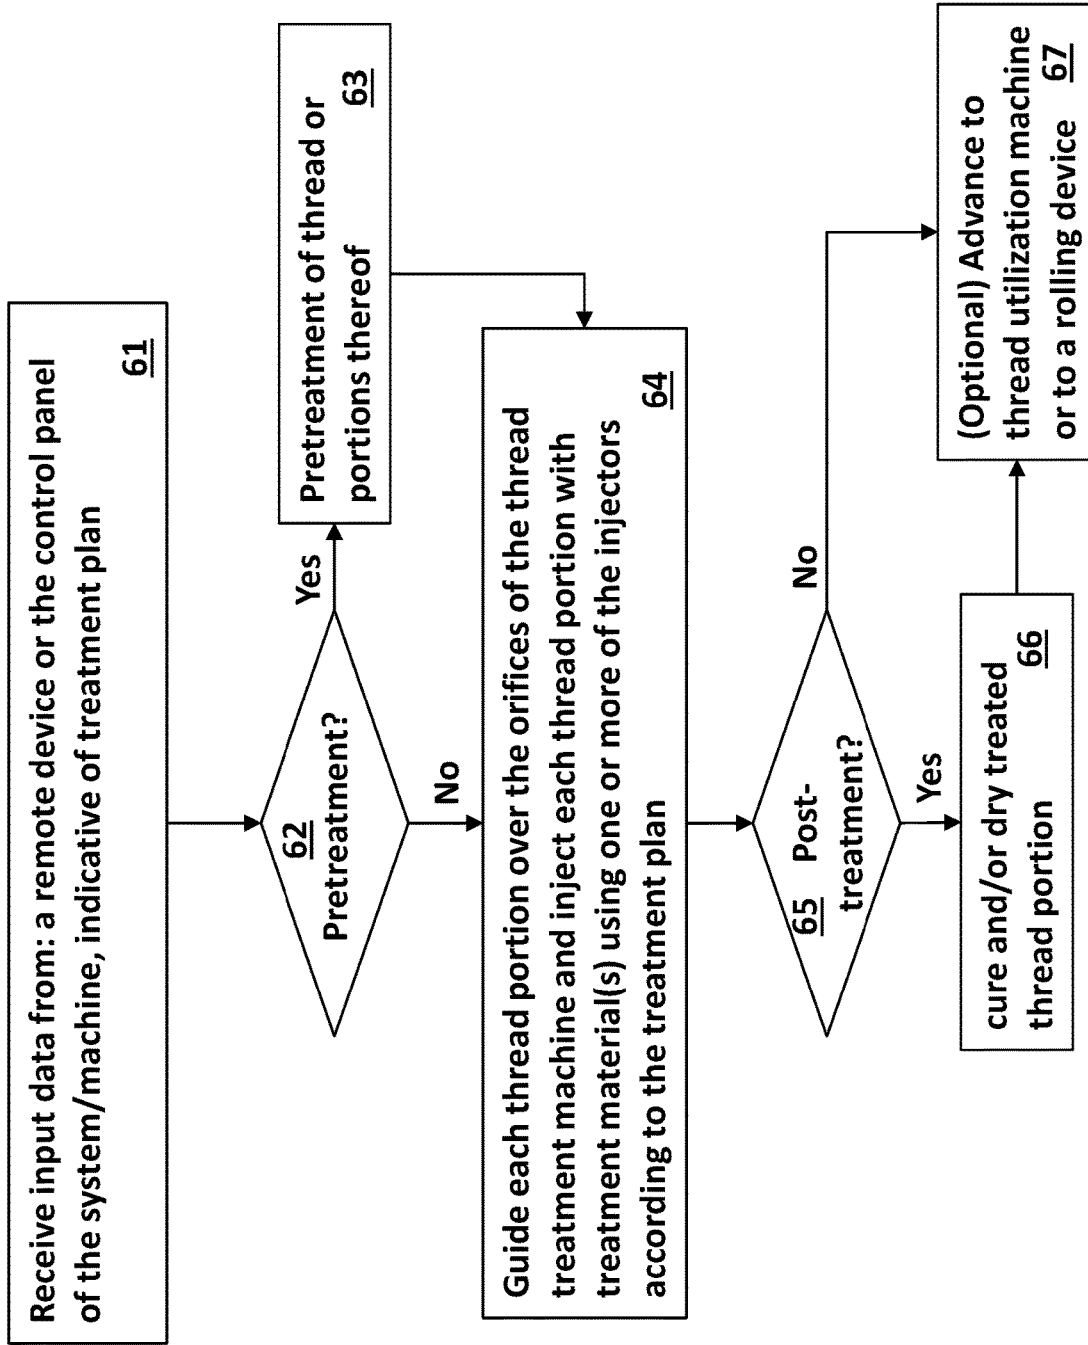 Receive input data from: a remote device or the control panel
of the system/machine, indicative of treatment plan
61
62
Pretreatment?
Yes
No
Pretreatment of thread or
portions thereof
63
Guide each thread portion over the orifices of the thread
treatment machine and inject each thread portion with
treatment material(s) using one or more of the injectors
according to the treatment plan
64
65 Post-
treatment?
No
Yes
cure and/or dry treated
thread portion
66
(Optional) Advance to
thread utilization machine
or to a rolling device
67